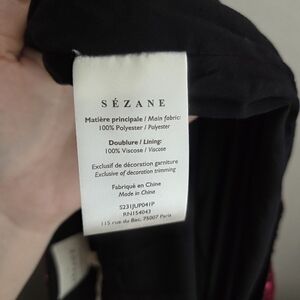 SÉZANE
Matière principale / Main fabric:
100% Polyester / Polyester
Doublure / Lining:
100% Viscose / Viscose
Exclusif de décoration garniture
Exclusive of decoration trimming
Fabriqué en Chine
Made in China
S231JUP041P
RN154043
115 rue du Bac, 75007 Paris